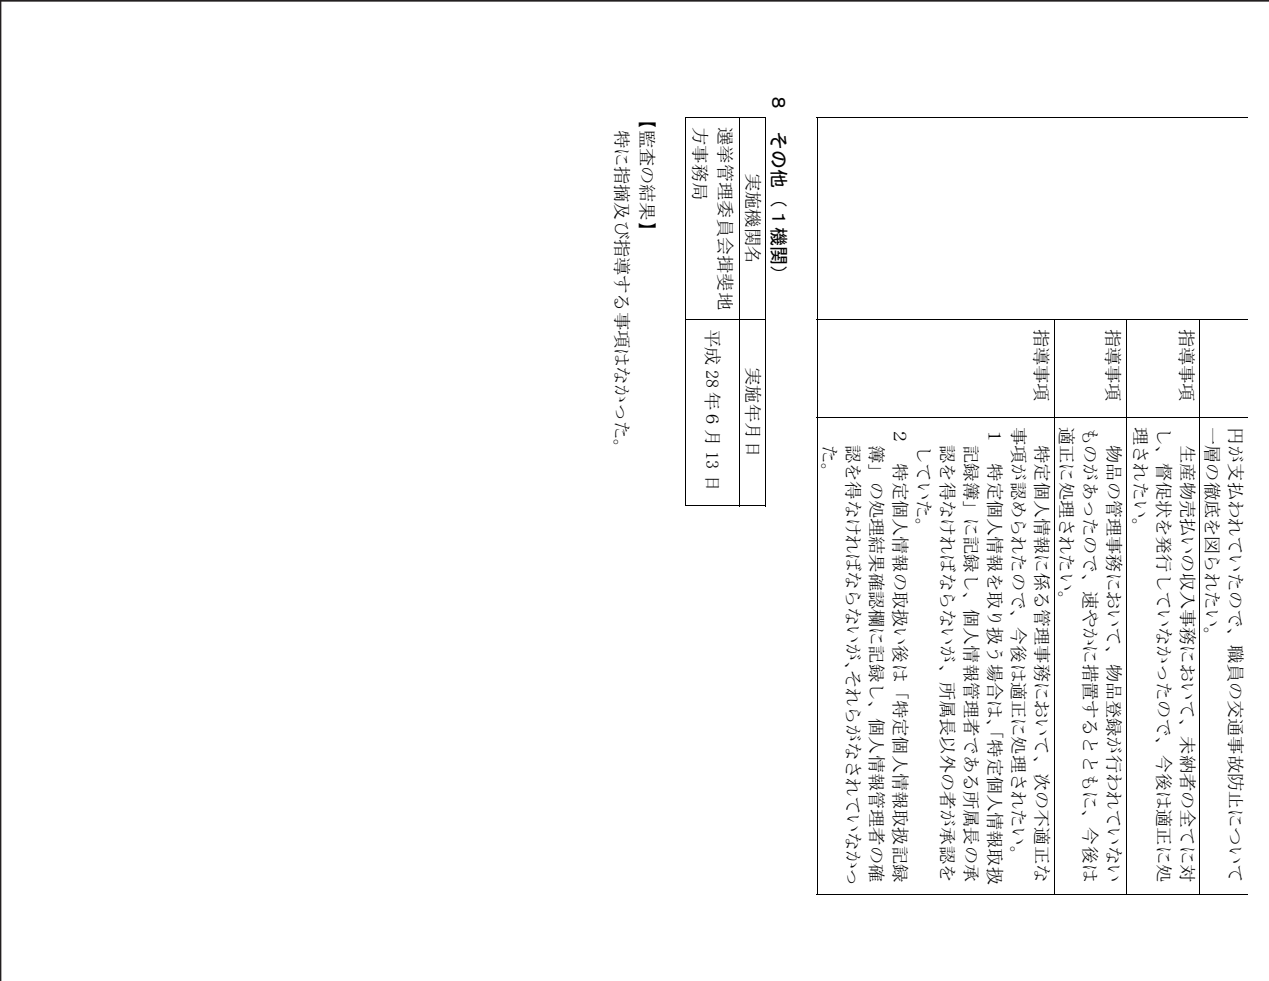 円が支払われていたので、職員の交通事故防止について
一層の徹底を図られたい。
指導事項
生産物売払いの収入事務において、未納者の全てに対
し、督促状を発行していなかったので、今後は適正に処
理されたい。
指導事項
物品の管理事務において、物品登録が行われていない
ものがあったので、速やかに措置するとともに、今後は
適正に処理されたい。
指導事項
特定個人情報に係る管理事務において、次の不適正な
事項が認められたので、今後は適正に処理されたい。
1 特定個人情報を取り扱う場合は、「特定個人情報取扱
記録簿」に記録し、個人情報管理者である所属長の承
認を得なければならないが、所属長以外の者が承認を
していた。
2 特定個人情報の取扱い後は「特定個人情報取扱記録
簿」の処理結果確認欄に記録し、個人情報管理者の確
認を得なければならないが、それらがなされていなかっ
た。
8 その他（1機関）
実施機関名
実施年月日
選挙管理委員会揖斐地
方事務局
平成 28 年 6 月 13 日
【監査の結果】
特に指摘及び指導する事項はなかった。